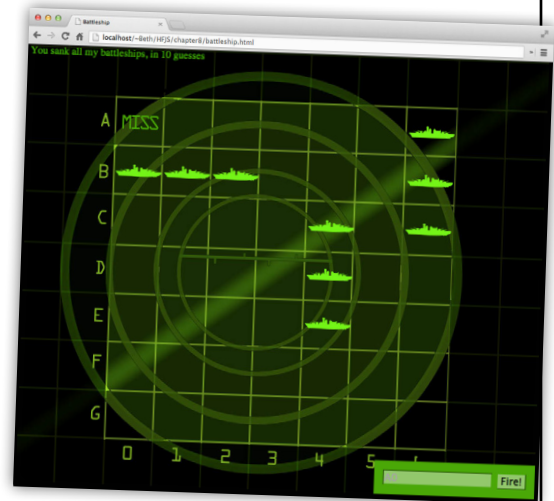 Battleship
localhost/~Beth/HFJS/chapter8/battleship.html
You sank all my battleships, in 10 guesses
A MISS
B
C
D
E
F
G
0 1 2 3 4 5
Fire!